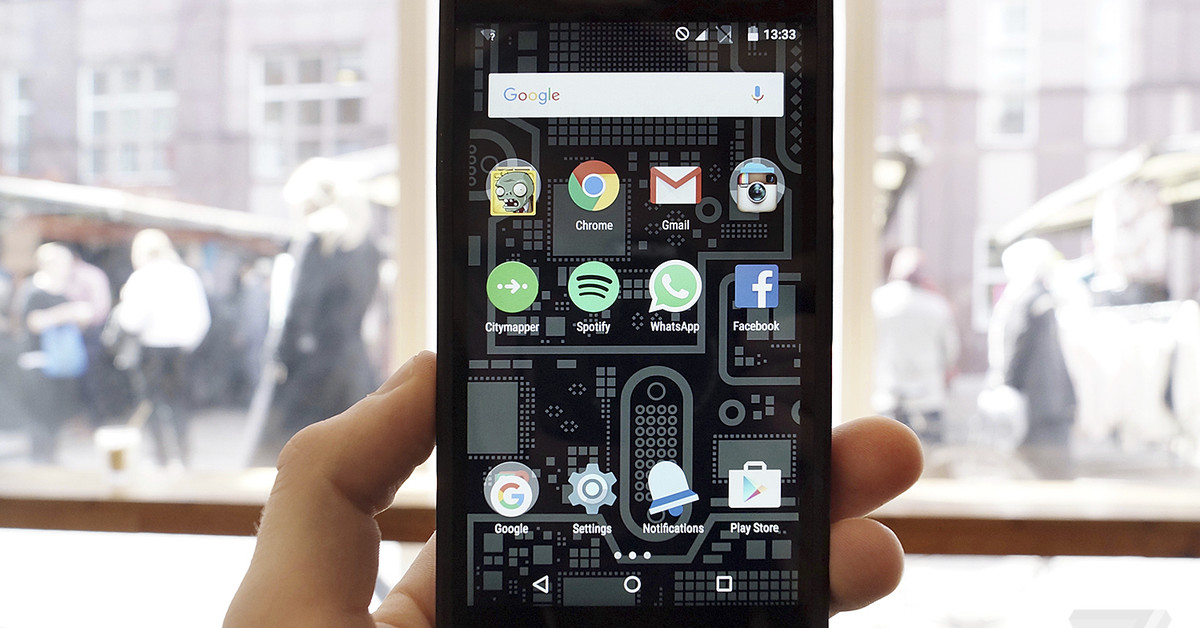 13:33
Google
Chrome Gmail
Citymapper Spotify WhatsApp Facebook
Google Settings Notifications Play Store